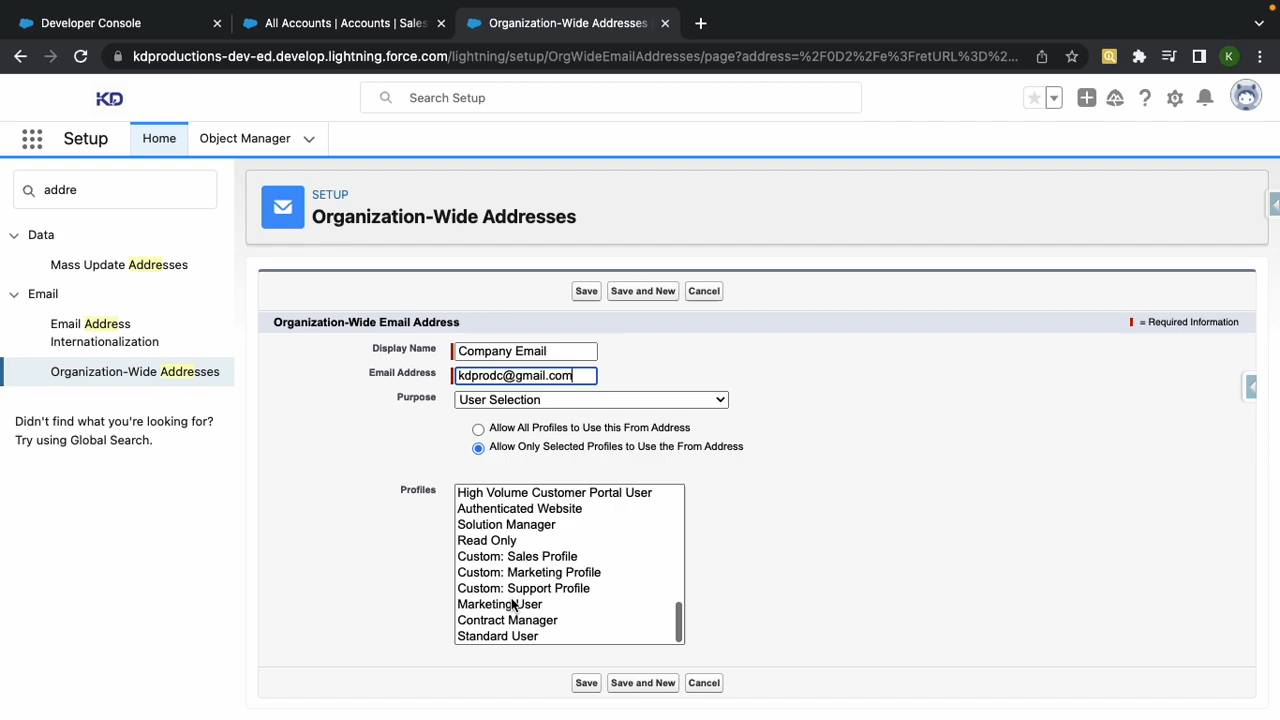 Developer Console
All Accounts | Accounts | Sales
Organization-Wide Addresses
kdproductions-dev-ed.develop.lightning.force.com/lightning/setup/OrgWideEmailAddresses/page?address=%2F0D2%2Fe%3FretURL%3D%2...
K
KD
Search Setup
Setup
Home
Object Manager
addre
Data
Mass Update Addresses
Email
Email Address
Internationalization
Organization-Wide Addresses
Didn't find what you're looking for?
Try using Global Search.
SETUP
Organization-Wide Addresses
Save
Save and New
Cancel
Organization-Wide Email Address
= Required Information
Display Name
Company Email
Email Address
kdprodc@gmail.com
Purpose
User Selection
Allow All Profiles to Use this From Address
Allow Only Selected Profiles to Use the From Address
Profiles
High Volume Customer Portal User
Authenticated Website
Solution Manager
Read Only
Custom: Sales Profile
Custom: Marketing Profile
Custom: Support Profile
Marketing User
Contract Manager
Standard User
Save
Save and New
Cancel